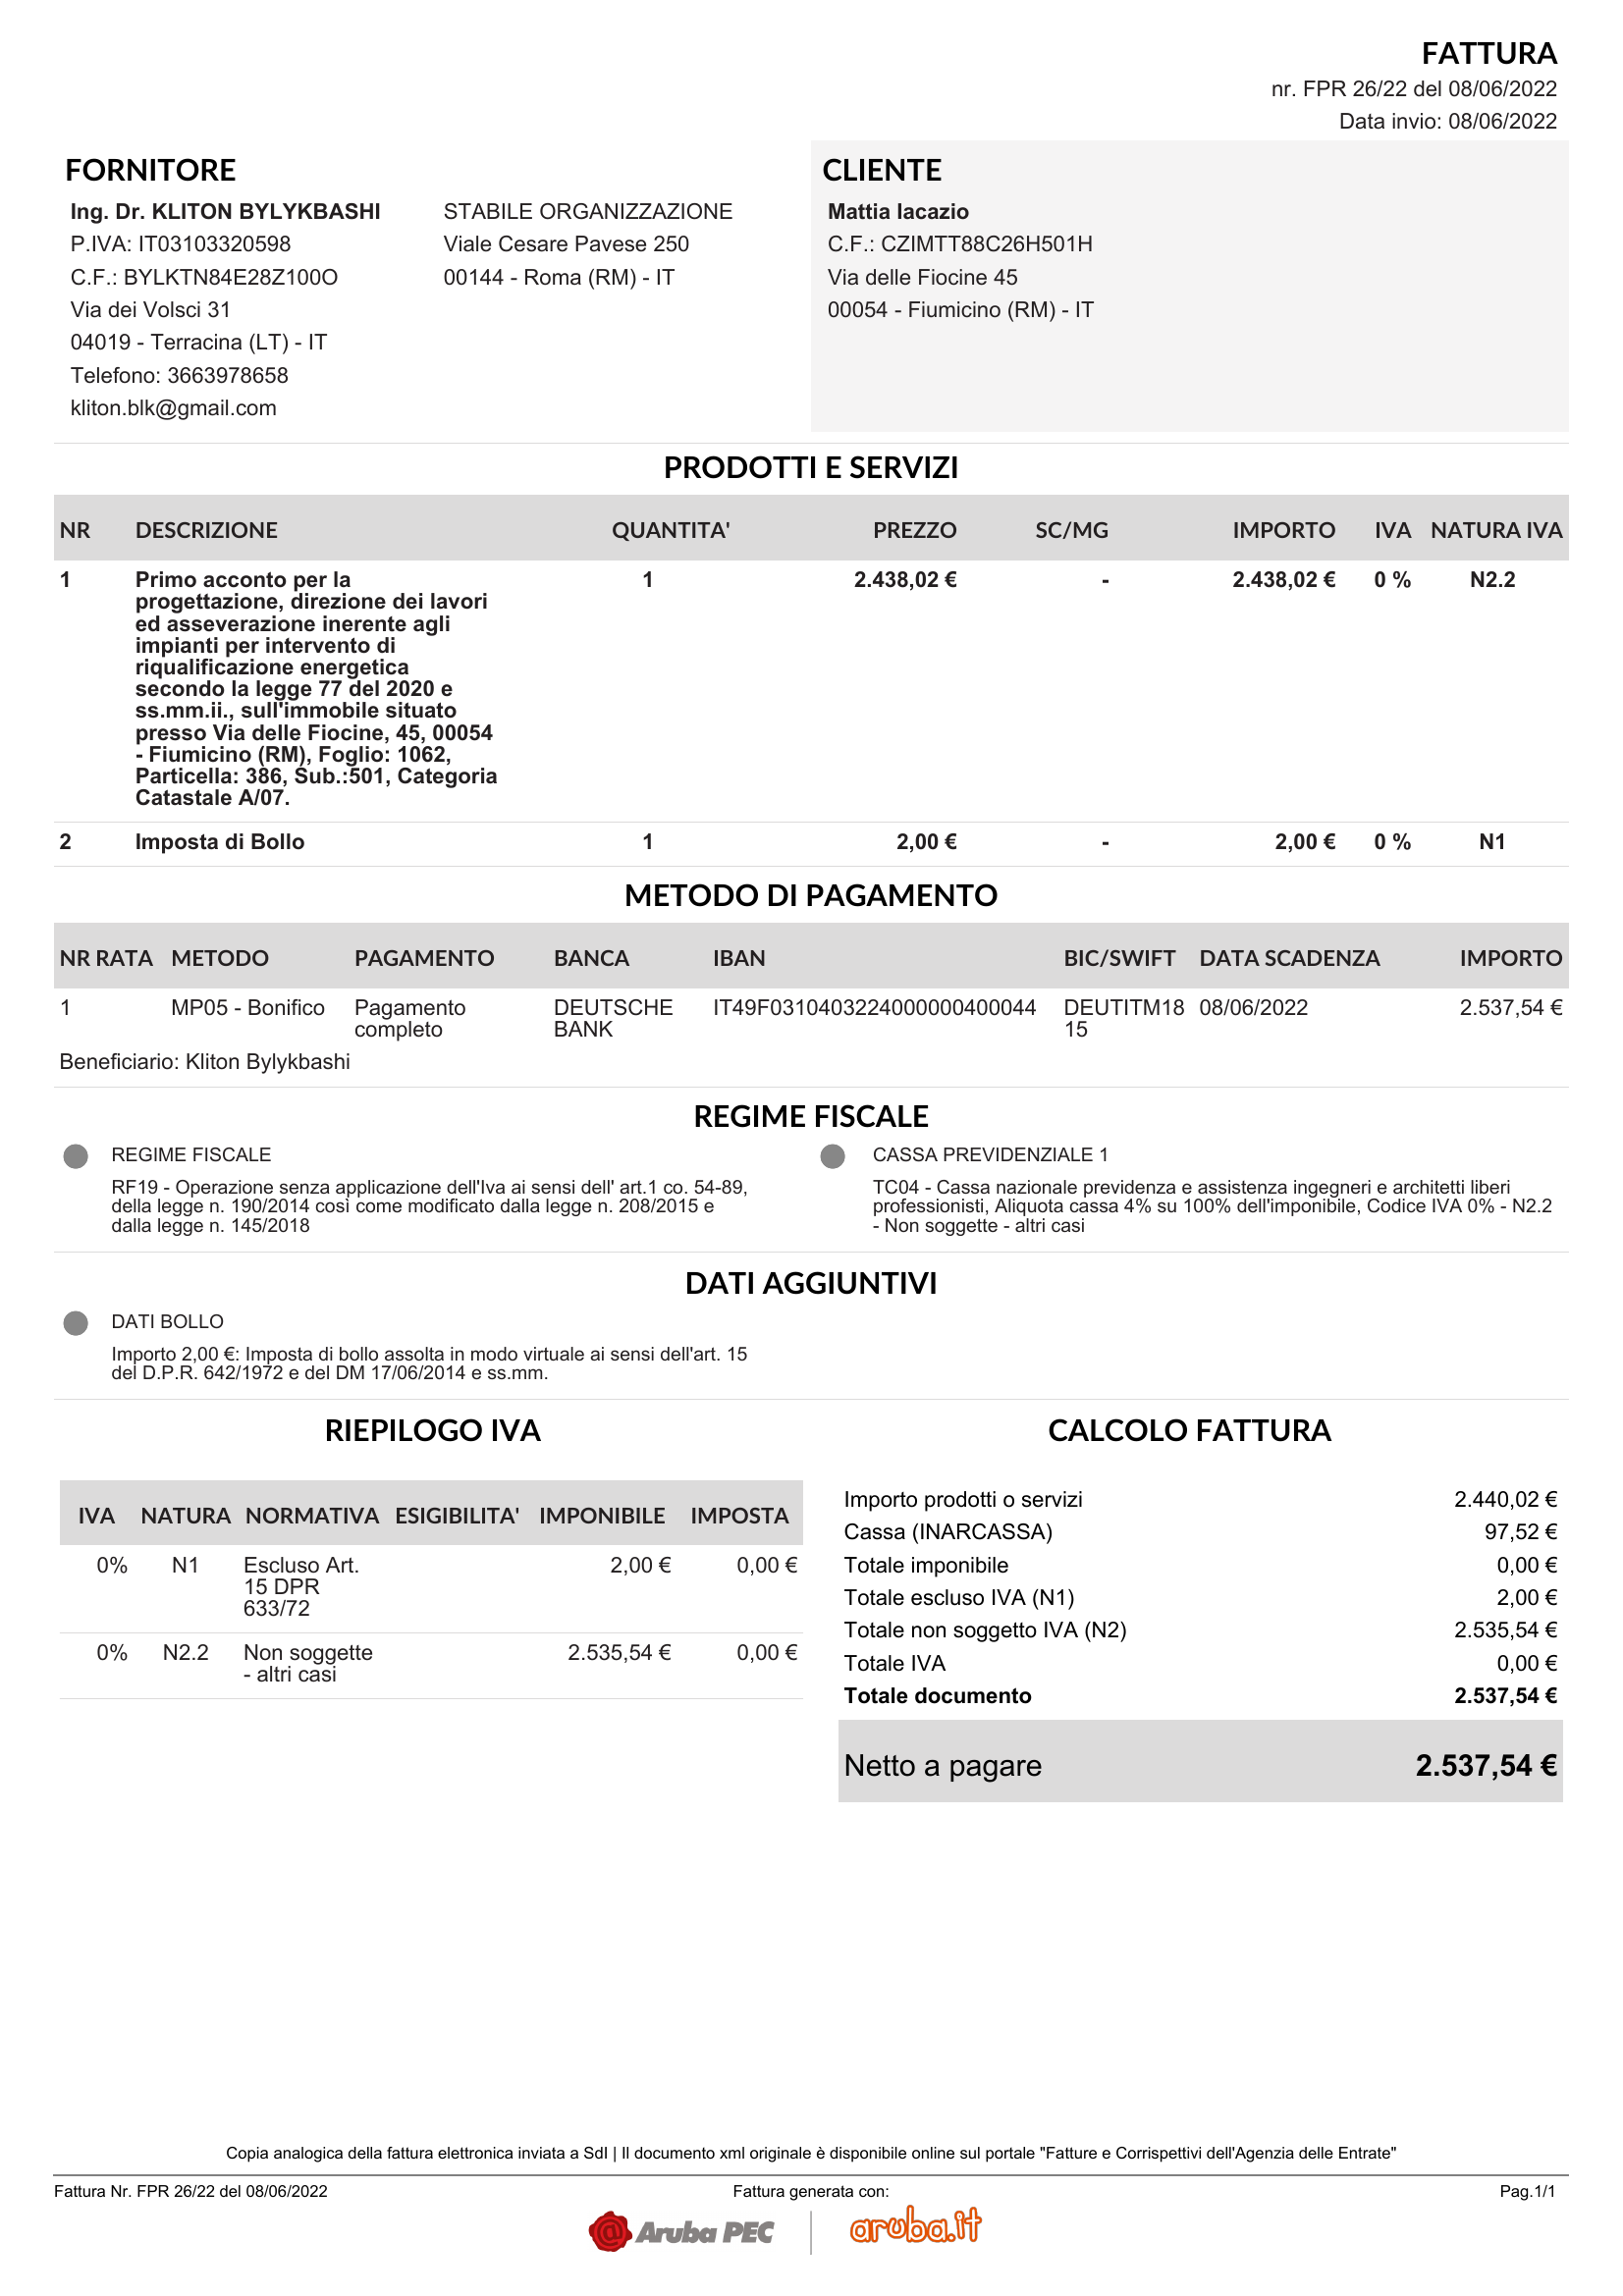 FATTURA
nr. FPR 26/22 del 08/06/2022
Data invio: 08/06/2022
FORNITORE
Ing. Dr. KLITON BYLYKBASHI
P.IVA: IT03103320598
C.F.: BYLKTN84E28Z100O
Via dei Volsci 31
04019 - Terracina (LT) - IT
Telefono: 3663978658
kliton.blk@gmail.com
STABILE ORGANIZZAZIONE
Viale Cesare Pavese 250
00144 - Roma (RM) - IT
CLIENTE
Mattia Iacazio
C.F.: CZIMTT88C26H501H
Via delle Fiocine 45
00054 - Fiumicino (RM) - IT
PRODOTTI E SERVIZI
NR DESCRIZIONE QUANTITA' PREZZO SC/MG IMPORTO IVA NATURA IVA
1 Primo acconto per la 1 2.438,02 € - 2.438,02 € 0 % N2.2
progettazione, direzione dei lavori
ed asseverazione inerente agli
impianti per intervento di
riqualificazione energetica
secondo la legge 77 del 2020 e
ss.mm.ii., sull'immobile situato
presso Via delle Fiocine, 45, 00054
- Fiumicino (RM), Foglio: 1062,
Particella: 386, Sub.:501, Categoria
Catastale A/07.
2 Imposta di Bollo 1 2,00 € - 2,00 € 0 % N1
METODO DI PAGAMENTO
NR RATA METODO PAGAMENTO BANCA IBAN BIC/SWIFT DATA SCADENZA IMPORTO
1 MP05 - Bonifico Pagamento DEUTSCHE IT49F0310403224000000400044 DEUTITM18 08/06/2022 2.537,54 €
completo BANK 15
Beneficiario: Kliton Bylykbashi
REGIME FISCALE
REGIME FISCALE
RF19 - Operazione senza applicazione dell'Iva ai sensi dell' art.1 co. 54-89,
della legge n. 190/2014 così come modificato dalla legge n. 208/2015 e
dalla legge n. 145/2018
CASSA PREVIDENZIALE 1
TC04 - Cassa nazionale previdenza e assistenza ingegneri e architetti liberi
professionisti, Aliquota cassa 4% su 100% dell'imponibile, Codice IVA 0% - N2.2
- Non soggette - altri casi
DATI AGGIUNTIVI
DATI BOLLO
Importo 2,00 €: Imposta di bollo assolta in modo virtuale ai sensi dell'art. 15
del D.P.R. 642/1972 e del DM 17/06/2014 e ss.mm.
RIEPILOGO IVA
IVA NATURA NORMATIVA ESIGIBILITA' IMPONIBILE IMPOSTA
0% N1 Escluso Art. 2,00 € 0,00 €
15 DPR
633/72
0% N2.2 Non soggette 2.535,54 € 0,00 €
- altri casi
CALCOLO FATTURA
Importo prodotti o servizi 2.440,02 €
Cassa (INARCASSA) 97,52 €
Totale imponibile 0,00 €
Totale escluso IVA (N1) 2,00 €
Totale non soggetto IVA (N2) 2.535,54 €
Totale IVA 0,00 €
Totale documento 2.537,54 €
Netto a pagare 2.537,54 €
Copia analogica della fattura elettronica inviata a SdI | Il documento xml originale è disponibile online sul portale "Fatture e Corrispettivi dell'Agenzia delle Entrate"
Fattura Nr. FPR 26/22 del 08/06/2022 Fattura generata con: Pag.1/1
@ Aruba PEC aruba.it